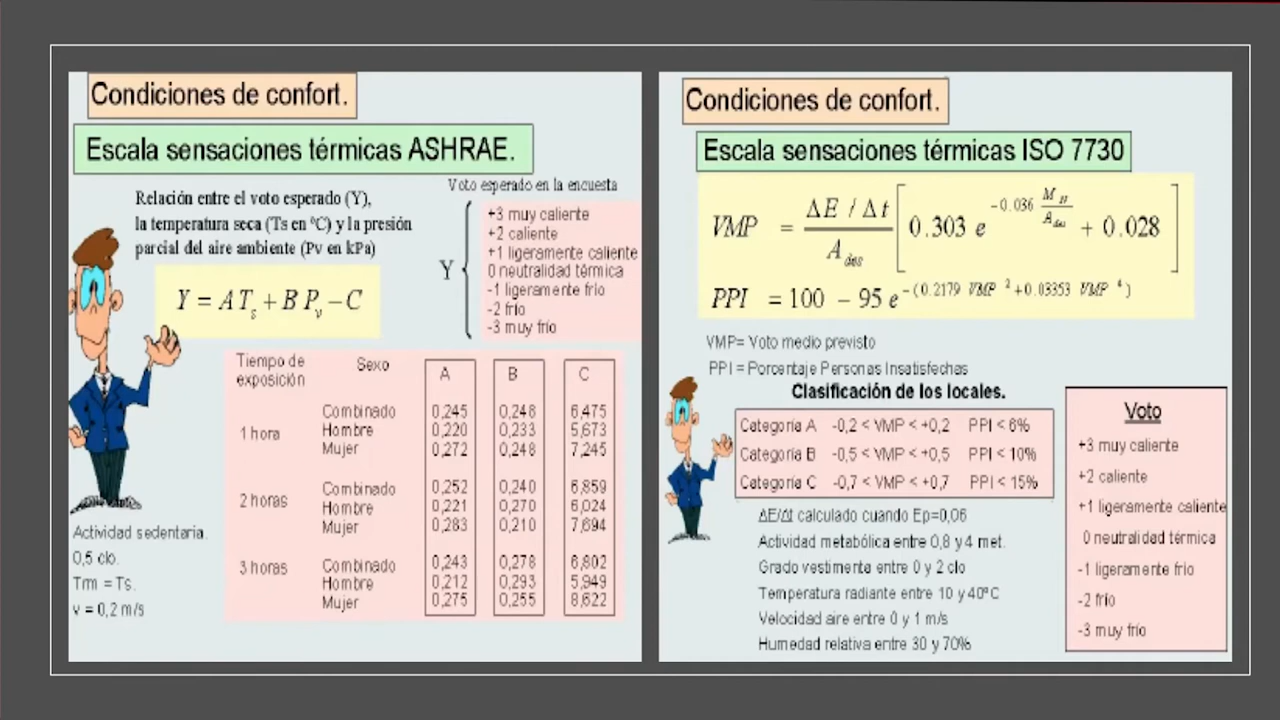 Condiciones de confort.
Escala sensaciones térmicas ASHRAE.
Relación entre el voto esperado (Y),
la temperatura seca (Ts en ºC) y la presión
parcial del aire ambiente (Pv en kPa)
Y = A T_s + B P_v - C
Voto esperado en la encuesta
Y
+3 muy caliente
+2 caliente
+1 ligeramente caliente
0 neutralidad térmica
-1 ligeramente frío
-2 frío
-3 muy frío
Tiempo de exposición Sexo A B C
1 hora
Combinado 0,245 0,248 6,475
Hombre 0,220 0,233 5,673
Mujer 0,272 0,248 7,245
2 horas
Combinado 0,252 0,240 6,859
Hombre 0,221 0,270 6,024
Mujer 0,283 0,210 7,694
3 horas
Combinado 0,243 0,278 6,802
Hombre 0,212 0,293 5,949
Mujer 0,275 0,255 8,622
Actividad sedentaria.
0,5 clo.
Trm = Ts.
v = 0,2 m/s
Condiciones de confort.
Escala sensaciones térmicas ISO 7730
VMP = ΔE / Δt / A_des [0.303 e^(-0.036 M / A_des) + 0.028]
PPI = 100 - 95 e^-(0.2179 VMP^2 + 0.03353 VMP^4)
VMP= Voto medio previsto
PPI = Porcentaje Personas Insatisfechas
Clasificación de los locales.
Categoría A -0,2 < VMP < +0,2 PPI < 6%
Categoría B -0,5 < VMP < +0,5 PPI < 10%
Categoría C -0,7 < VMP < +0,7 PPI < 15%
ΔE/Δt calculado cuando Ep=0,06
Actividad metabólica entre 0,8 y 4 met.
Grado vestimenta entre 0 y 2 clo
Temperatura radiante entre 10 y 40ºC
Velocidad aire entre 0 y 1 m/s
Humedad relativa entre 30 y 70%
Voto
+3 muy caliente
+2 caliente
+1 ligeramente caliente
0 neutralidad térmica
-1 ligeramente frío
-2 frío
-3 muy frío